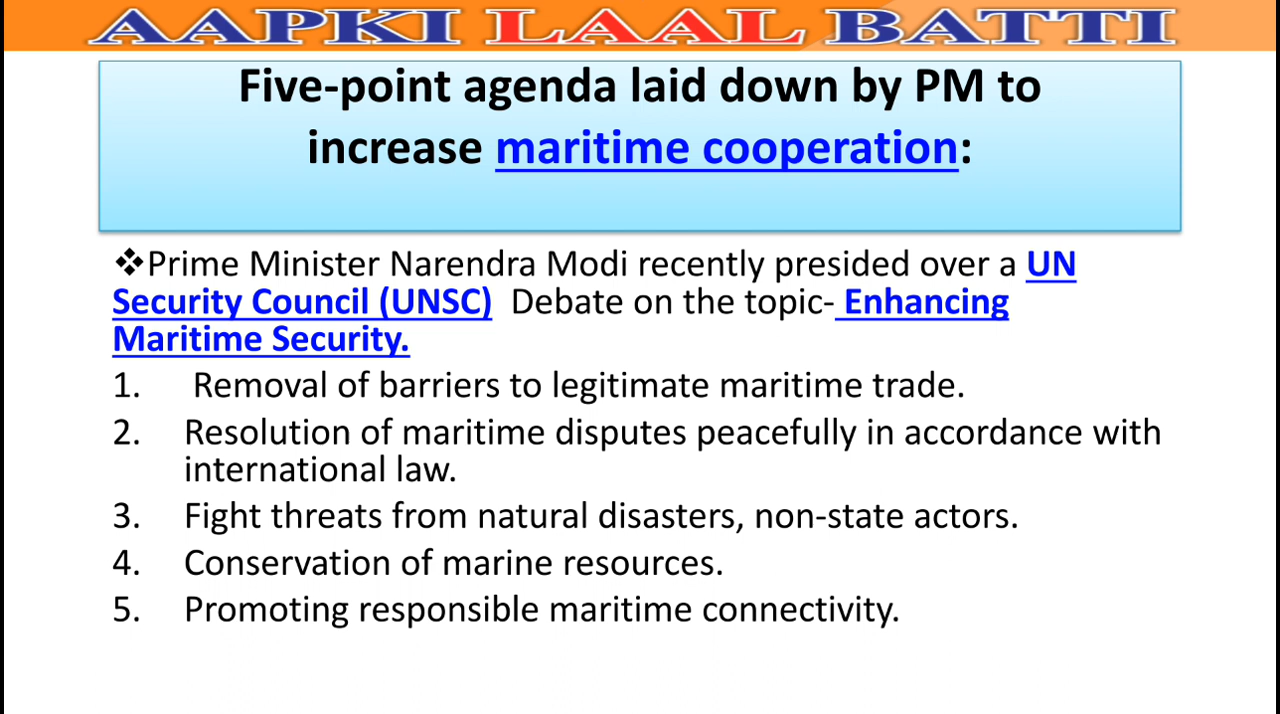 AAPKI LAAL BATTI
Five-point agenda laid down by PM to
increase maritime cooperation:
❖Prime Minister Narendra Modi recently presided over a UN
Security Council (UNSC) Debate on the topic- Enhancing
Maritime Security.
1. Removal of barriers to legitimate maritime trade.
2. Resolution of maritime disputes peacefully in accordance with
international law.
3. Fight threats from natural disasters, non-state actors.
4. Conservation of marine resources.
5. Promoting responsible maritime connectivity.